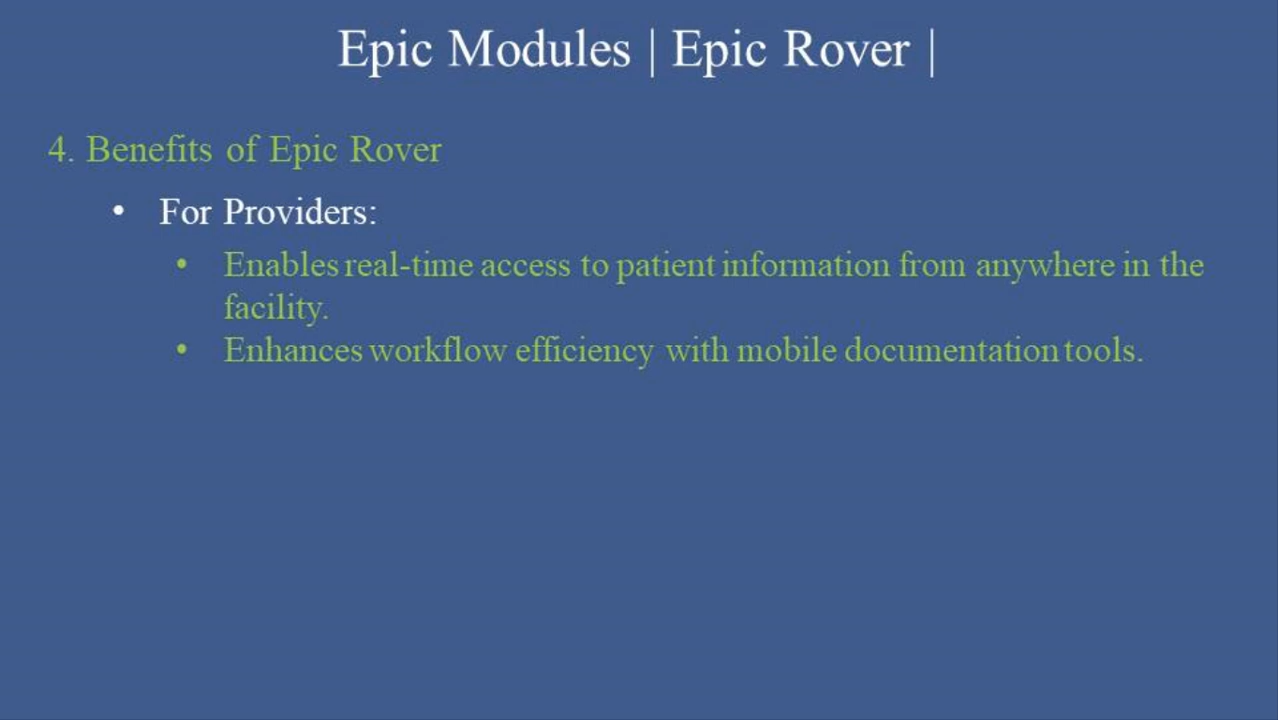 Epic Modules | Epic Rover |
4. Benefits of Epic Rover
• For Providers:
• Enables real-time access to patient information from anywhere in the
facility.
• Enhances workflow efficiency with mobile documentation tools.